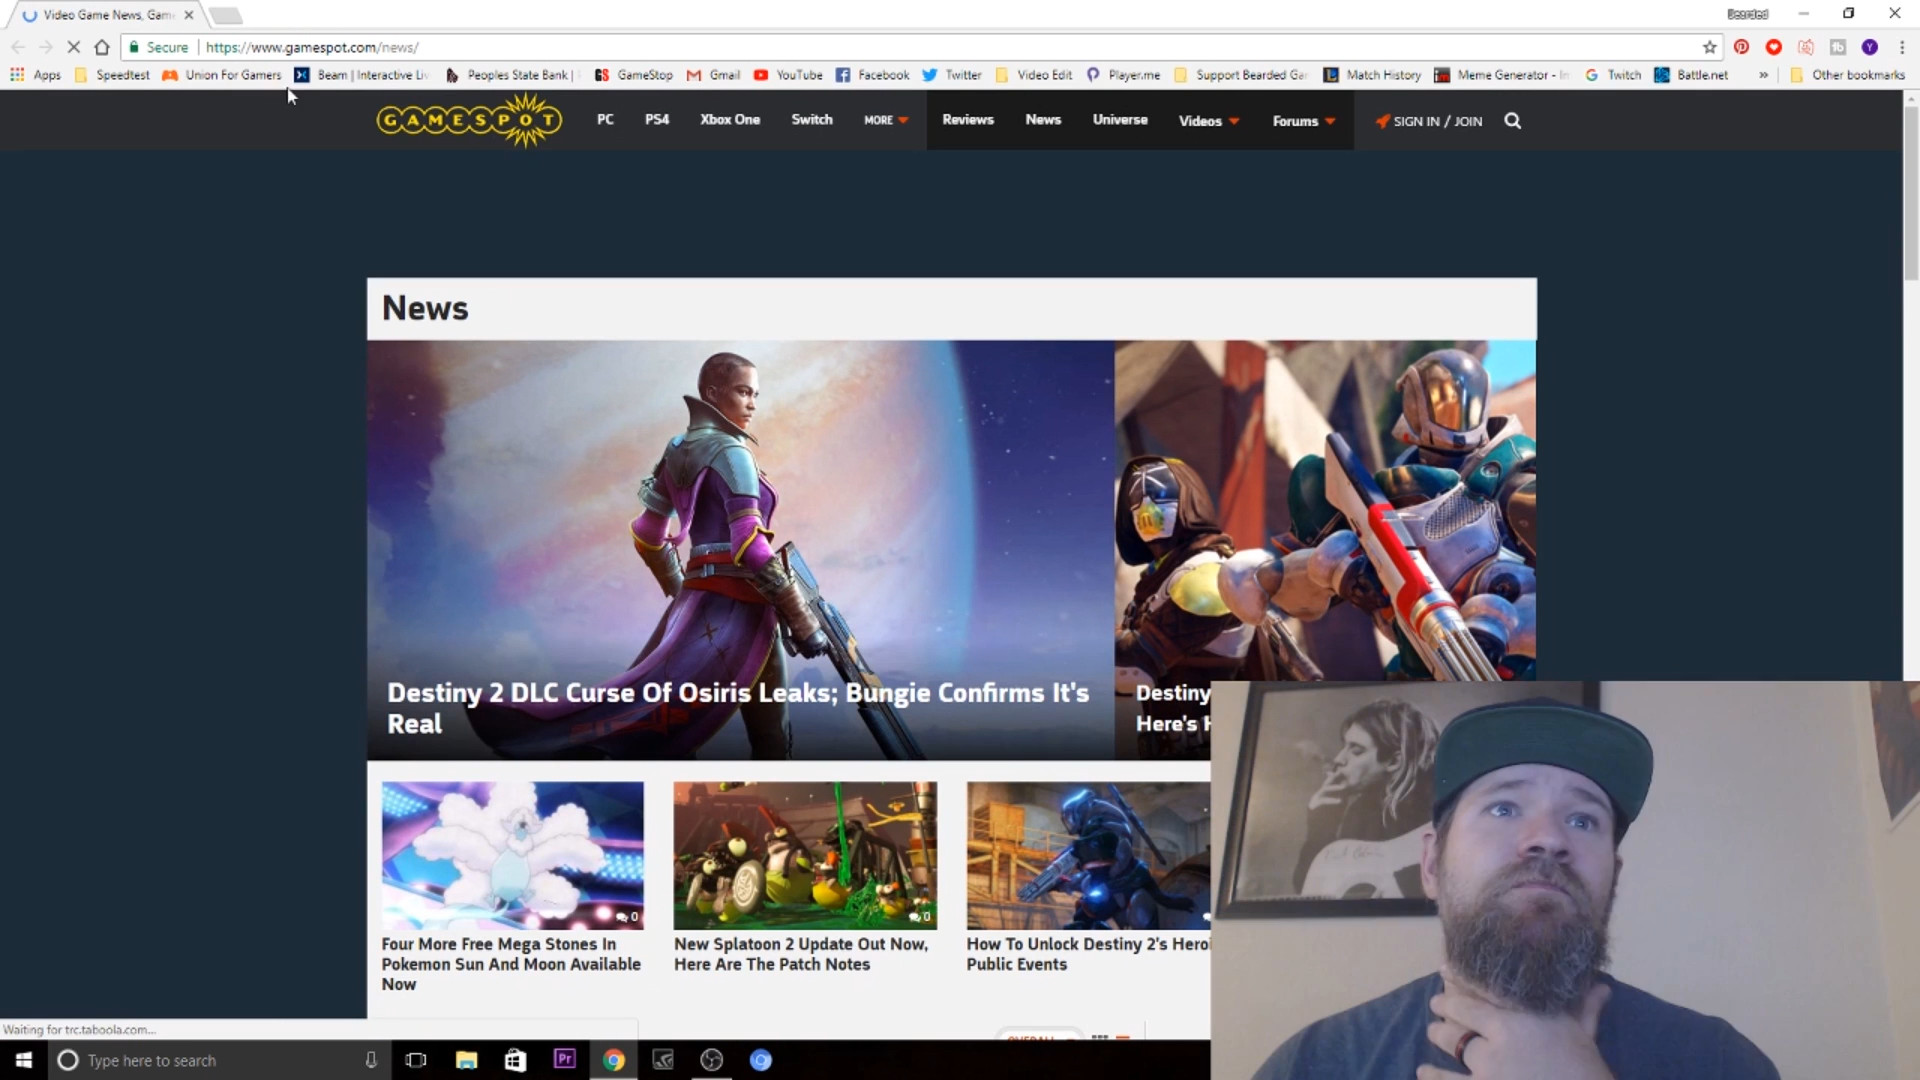 Video Game News, Gam
Bearded
Secure https://www.gamespot.com/news/
Apps Speedtest Union For Gamers Beam | Interactive Liv Peoples State Bank | GameStop Gmail YouTube Facebook Twitter Video Edit Player.me Support Bearded Gar Match History Meme Generator - In Twitch Battle.net » Other bookmarks
GAMESPOT PC PS4 Xbox One Switch MORE Reviews News Universe Videos Forums SIGN IN / JOIN
News
Destiny 2 DLC Curse Of Osiris Leaks; Bungie Confirms It's
Real
Destiny
Here's H
0
0
Four More Free Mega Stones In
Pokemon Sun And Moon Available
Now
New Splatoon 2 Update Out Now,
Here Are The Patch Notes
How To Unlock Destiny 2's Heroi
Public Events
Waiting for trc.taboola.com...
OVERALL
Type here to search
Pr